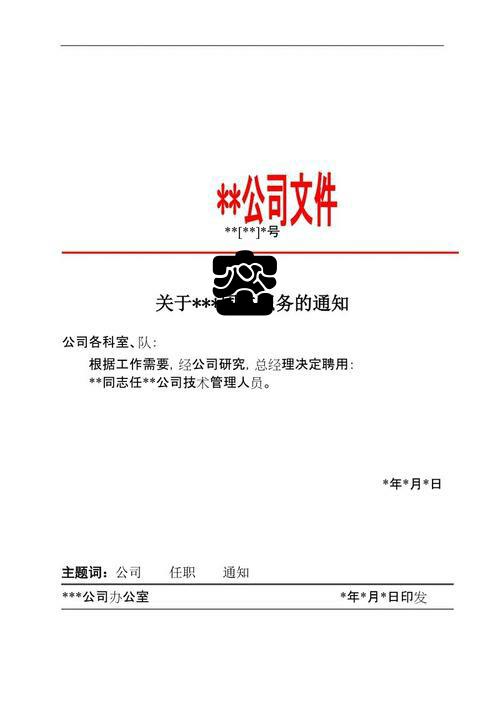 **公司文件
**[**]*号
关于***务的通知
公司各科室、队：
根据工作需要，经公司研究，总经理决定聘用：
**同志任**公司技术管理人员。
*年*月*日
主题词：公司 任职 通知
***公司办公室 *年*月*日印发